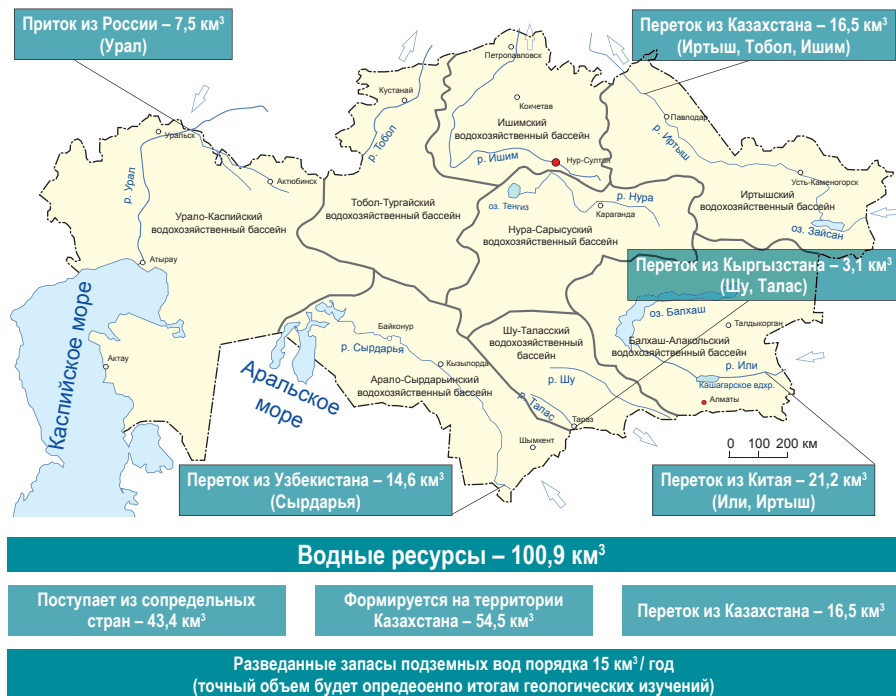 Приток из России – 7,5 км³
(Урал)
Переток из Казахстана – 16,5 км³
(Иртыш, Тобол, Ишим)
Петропавловск
Кустанай
Кокчетав
Ишимский
водохозяйственный бассейн
р. Тобол
р. Ишим
Нур-Султан
Павлодар
р. Иртыш
Усть-Каменогорск
Иртышский
водохозяйственный бассейн
оз. Зайсан
Уральск
Актюбинск
р. Урал
Урало-Каспийский
водохозяйственный бассейн
Атырау
Тобол-Тургайский
водохозяйственный бассейн
оз. Тенгиз
р. Нура
Караганда
Нура-Сарысуский
водохозяйственный бассейн
Переток из Кыргызстана – 3,1 км³
(Шу, Талас)
оз. Балхаш
Талдыкорган
Балхаш-Алакольский
водохозяйственный бассейн
р. Или
Кашагарское вдхр.
Алматы
Шу-Таласский
водохозяйственный
бассейн
р. Шу
р. Талас
Тараз
Каспийское море
Актау
Аральское
море
Байконур
р. Сырдарья
Кызылорда
Арало-Сырдарьинский
водохозяйственный бассейн
Шымкент
0 100 200 км
Переток из Узбекистана – 14,6 км³
(Сырдарья)
Переток из Китая – 21,2 км³
(Или, Иртыш)
Водные ресурсы – 100,9 км³
Поступает из сопредельных
стран – 43,4 км³
Формируется на территории
Казахстана – 54,5 км³
Переток из Казахстана – 16,5 км³
Разведанные запасы подземных вод порядка 15 км³ / год
(точный объем будет опредеоенпо итогам геологических изучений)